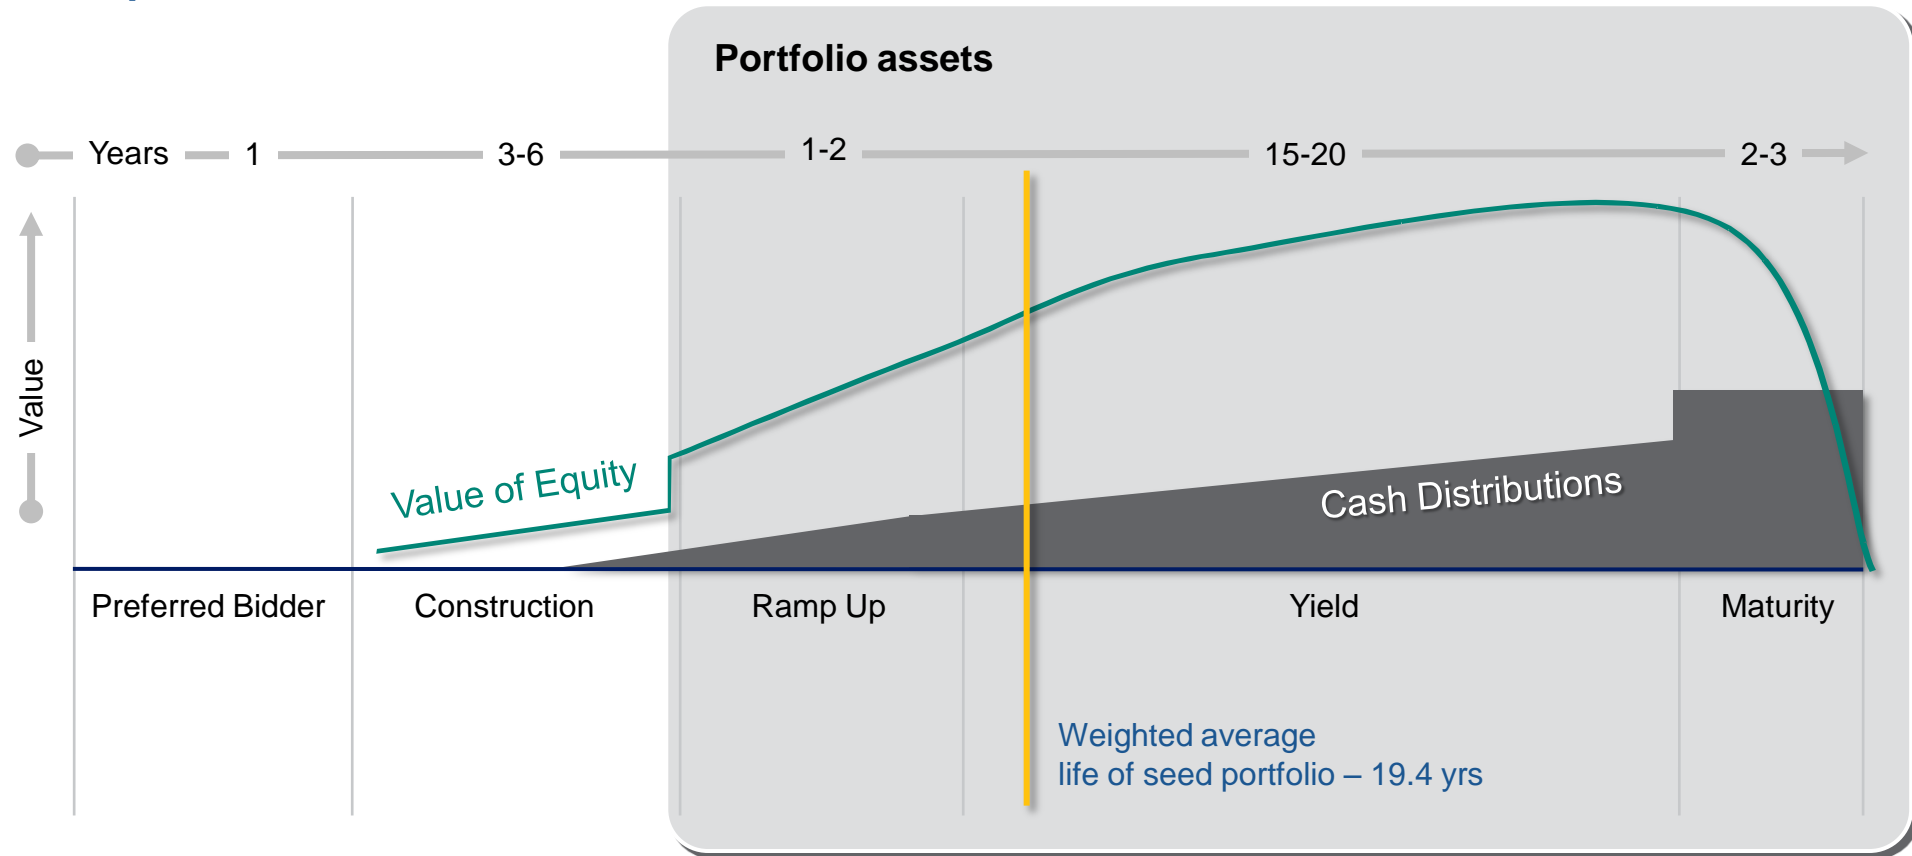 Portfolio assets
Years 1 3-6 1-2 15-20 2-3
Value
Value of Equity
Cash Distributions
Preferred Bidder Construction Ramp Up Yield Maturity
Weighted average
life of seed portfolio – 19.4 yrs